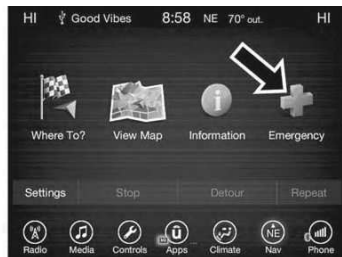 HI Good Vibes 8:58 NE 70° out. HI
Where To? View Map Information Emergency
Settings Stop Detour Repeat
Radio Media Controls Apps Climate NE Nav Phone